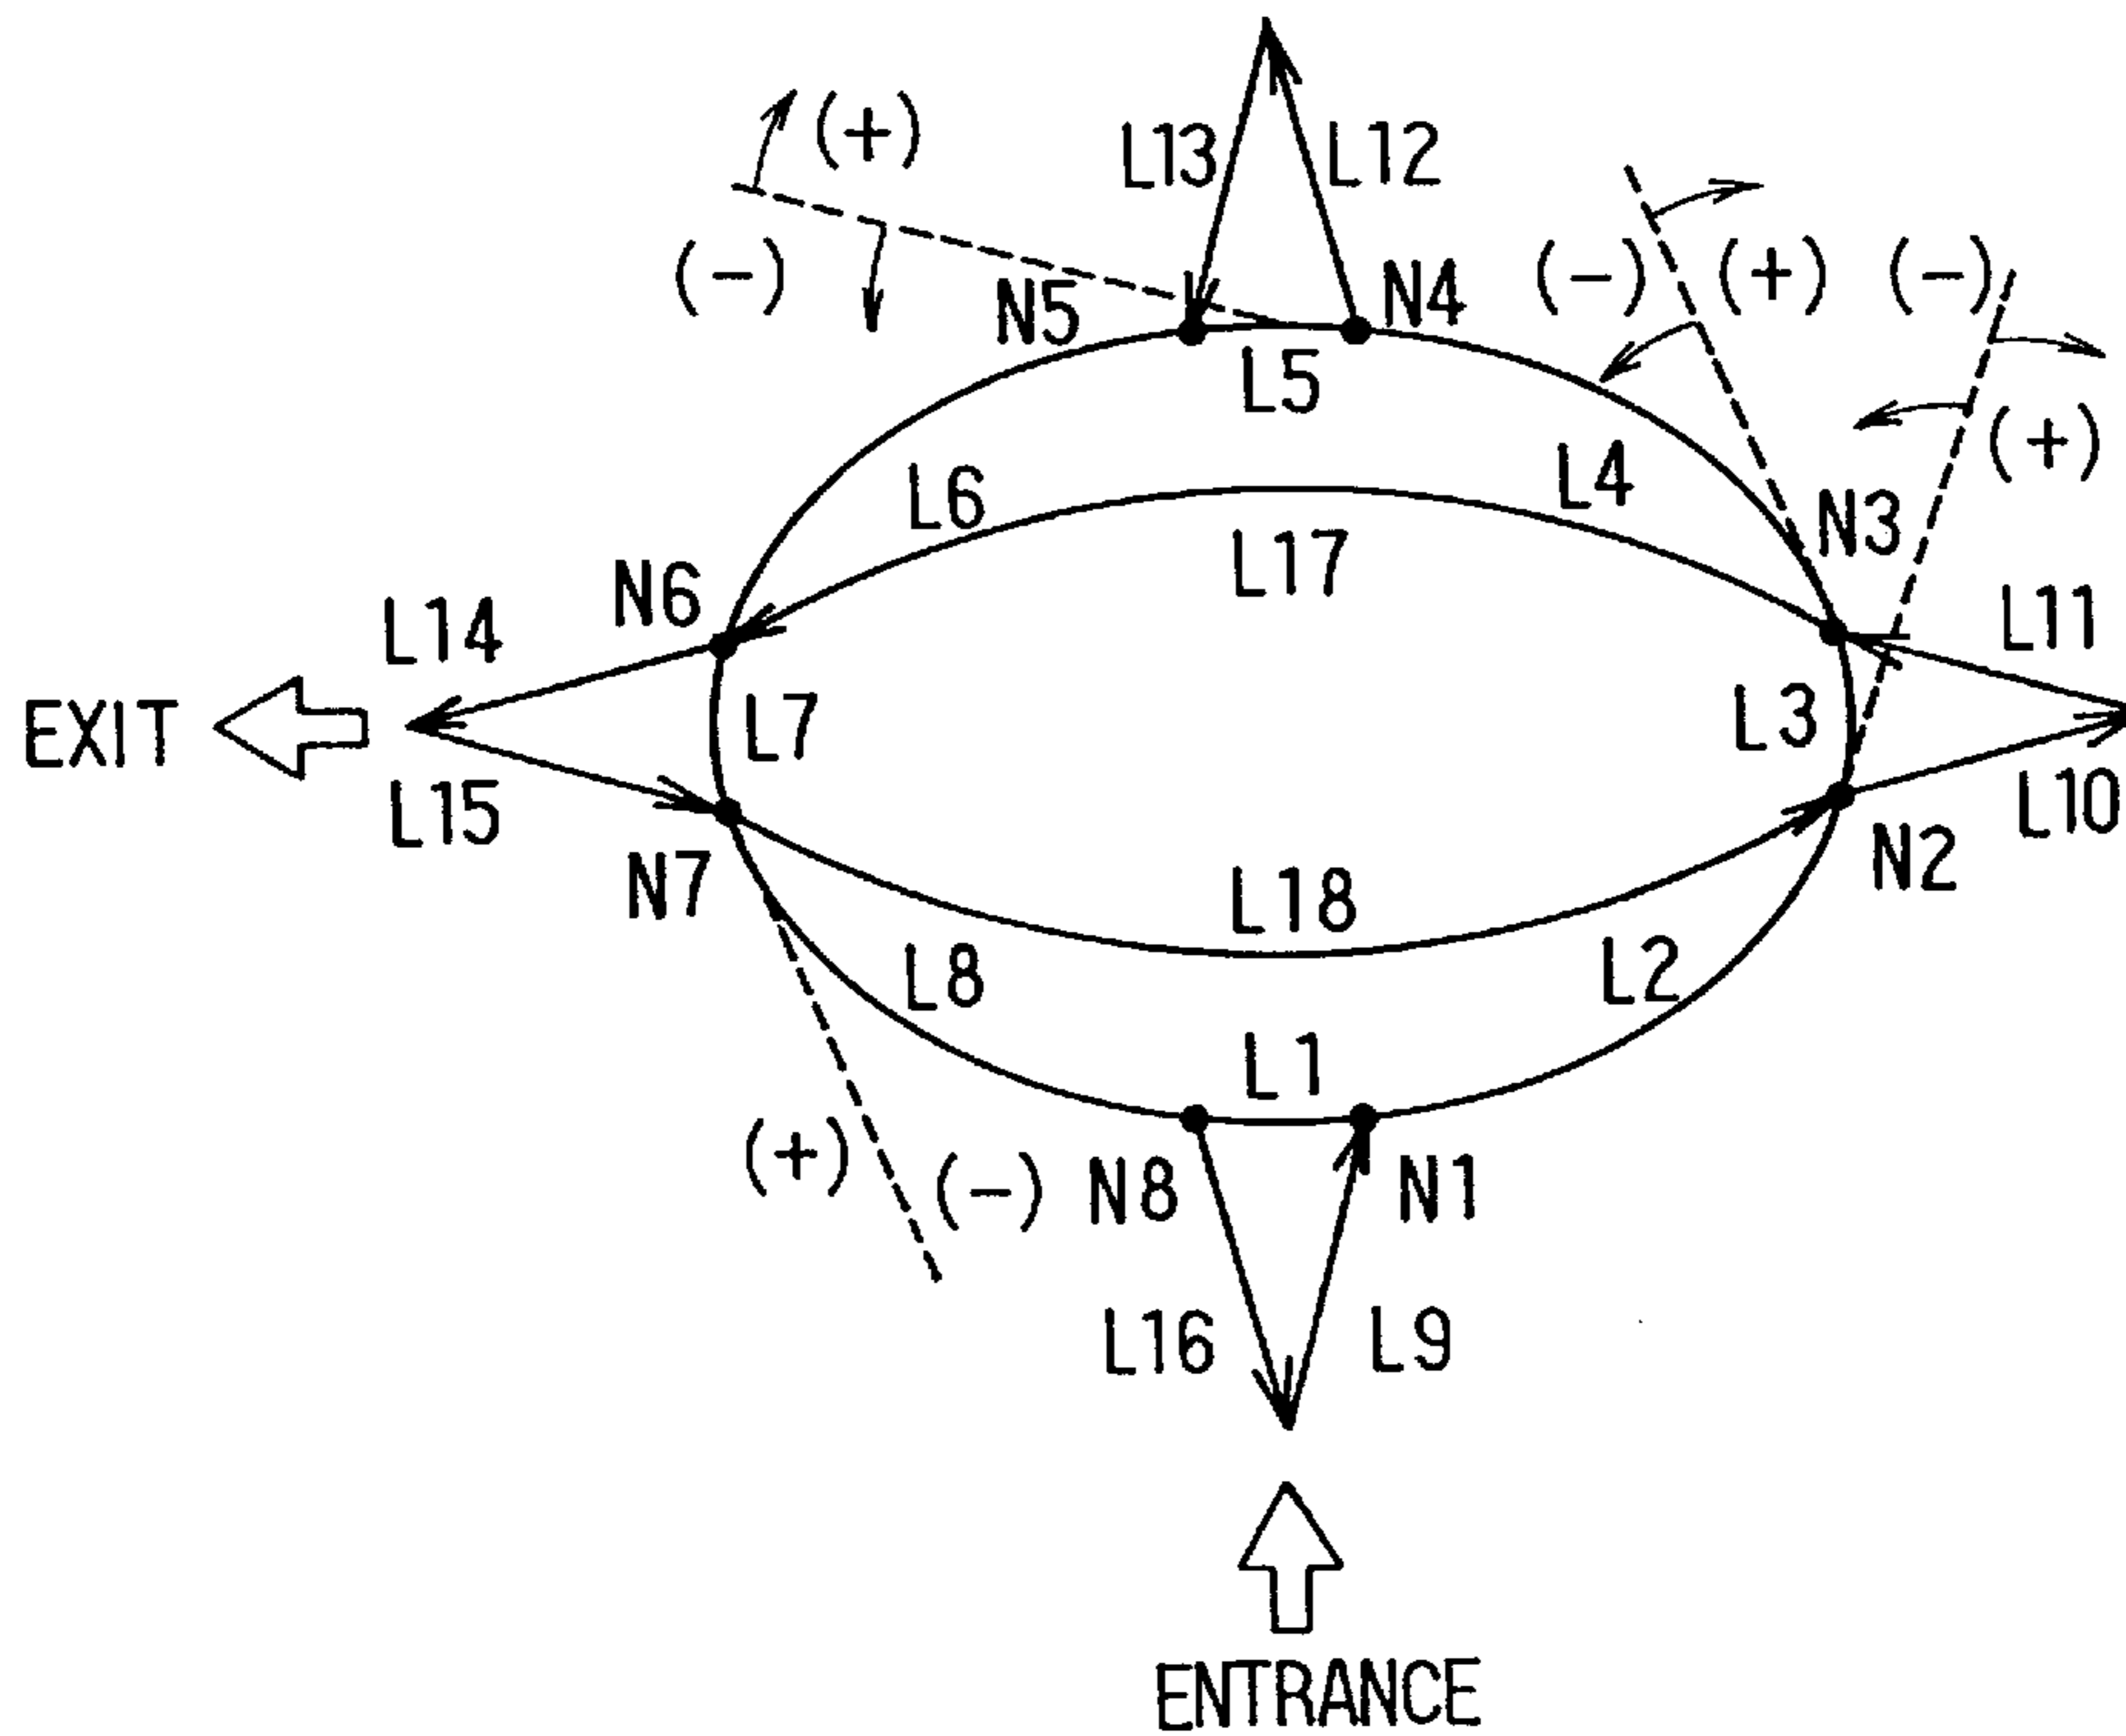 (+)
L13
L12
(-)
N5
N4
(-)
(+)
(-)
L5
(+)
L6
L4
N3
L17
N6
L14
L11
EXIT
L7
L3
L15
L10
N7
L18
N2
L8
L2
L1
(+)
(-)
N8
N1
L16
L9
ENTRANCE